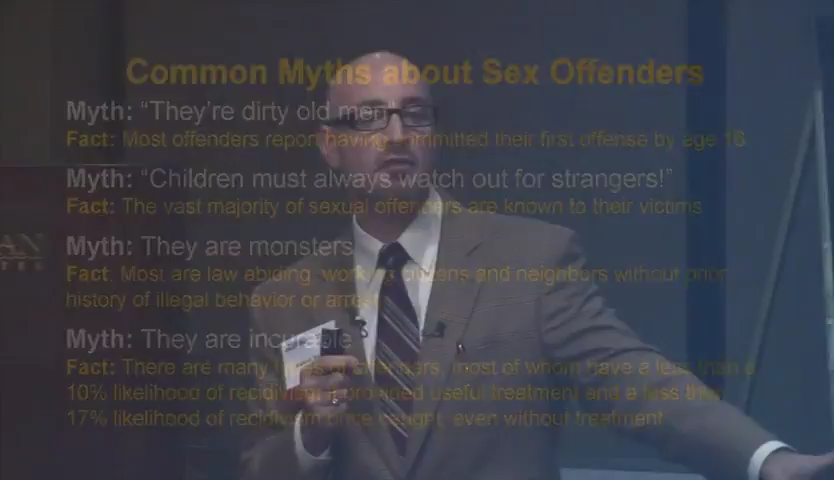 Common Myths about Sex Offenders
Myth: "They're dirty old men
Fact: Most offenders report having committed their first offense by age 16
Myth: "Children must always watch out for strangers!"
Fact: The vast majority of sexual offenders are known to their victims
AN
Myth: They are monsters
Fact: Most are law abiding, working citizens and neighbors without prior
history of illegal behavior or arrest
Myth: They are incurable
Fact: There are many types of offenders, most of whom have a less than a
10% likelihood of recidivism if provided useful treatment and a less than
17% likelihood of recidivism once caught, even without treatment